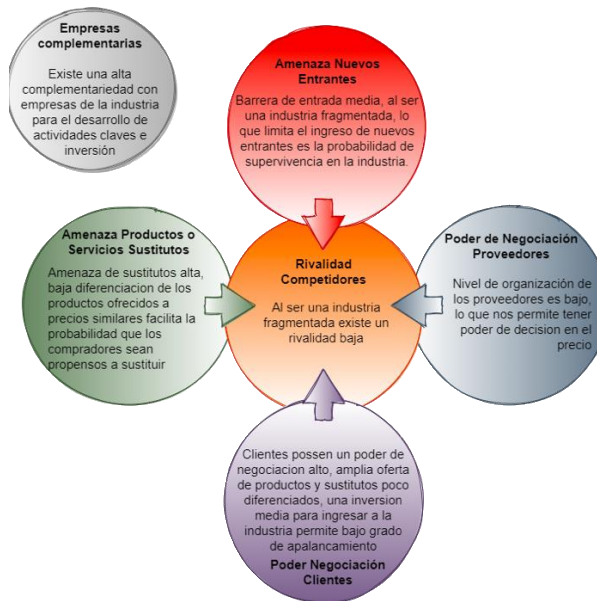 Empresas
complementarias
Existe una alta
complementariedad con
empresas de la industria
para el desarrollo de
actividades claves e
inversión
Amenaza Nuevos
Entrantes
Barrera de entrada media, al ser
una industria fragmentada, lo
que limita el ingreso de nuevos
entrantes es la probabilidad de
supervivencia en la industria.
Amenaza Productos o
Servicios Sustitutos
Amenaza de sustitutos alta,
baja diferenciacion de los
productos ofrecidos a
precios similares facilita la
probabilidad que los
compradores sean
propensos a sustituir
Rivalidad
Competidores
Al ser una industria
fragmentada existe un
rivalidad baja
Poder de Negociación
Proveedores
Nivel de organización de
los proveedores es bajo,
lo que nos permite tener
poder de decision en el
precio
Clientes possen un poder de
negociacion alto, amplia oferta
de productos y sustitutos poco
diferenciados, una inversion
media para ingresar a la
industria permite bajo grado
de apalancamiento
Poder Negociación
Clientes